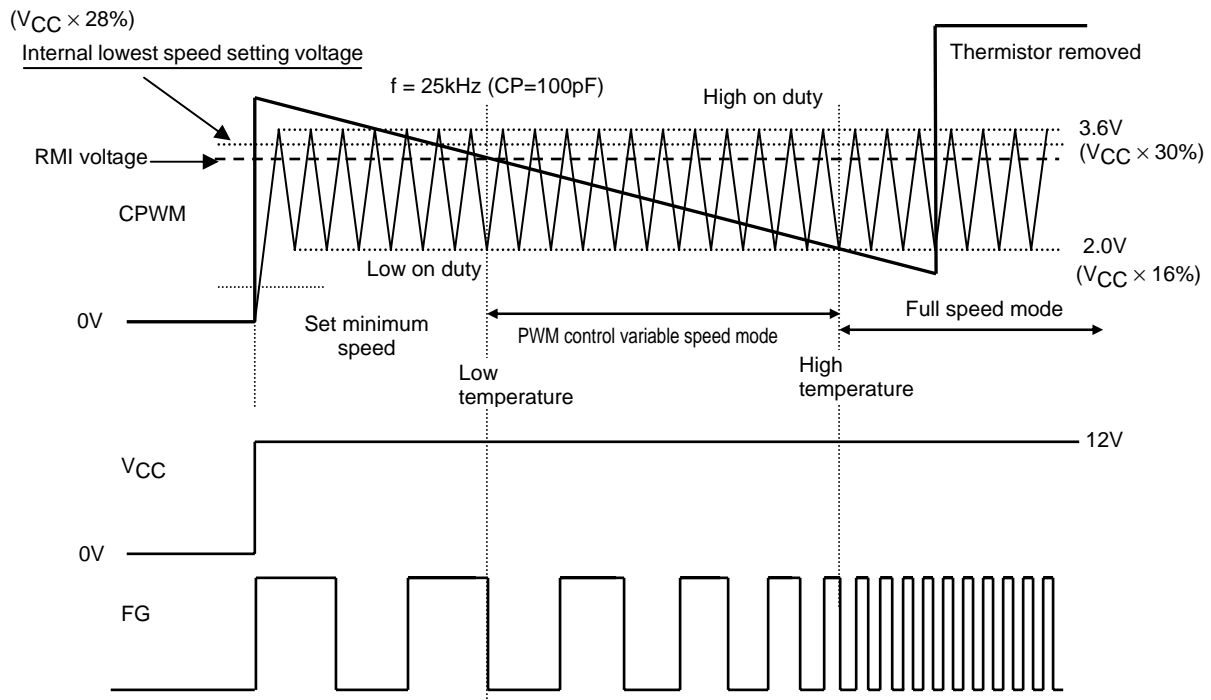 (VCC × 28%)
Internal lowest speed setting voltage
Thermistor removed
f = 25kHz (CP=100pF)
High on duty
3.6V
(VCC × 30%)
RMI voltage
CPWM
2.0V
(VCC × 16%)
Low on duty
0V
Set minimum
speed
PWM control variable speed mode
Full speed mode
Low
temperature
High
temperature
12V
VCC
0V
FG